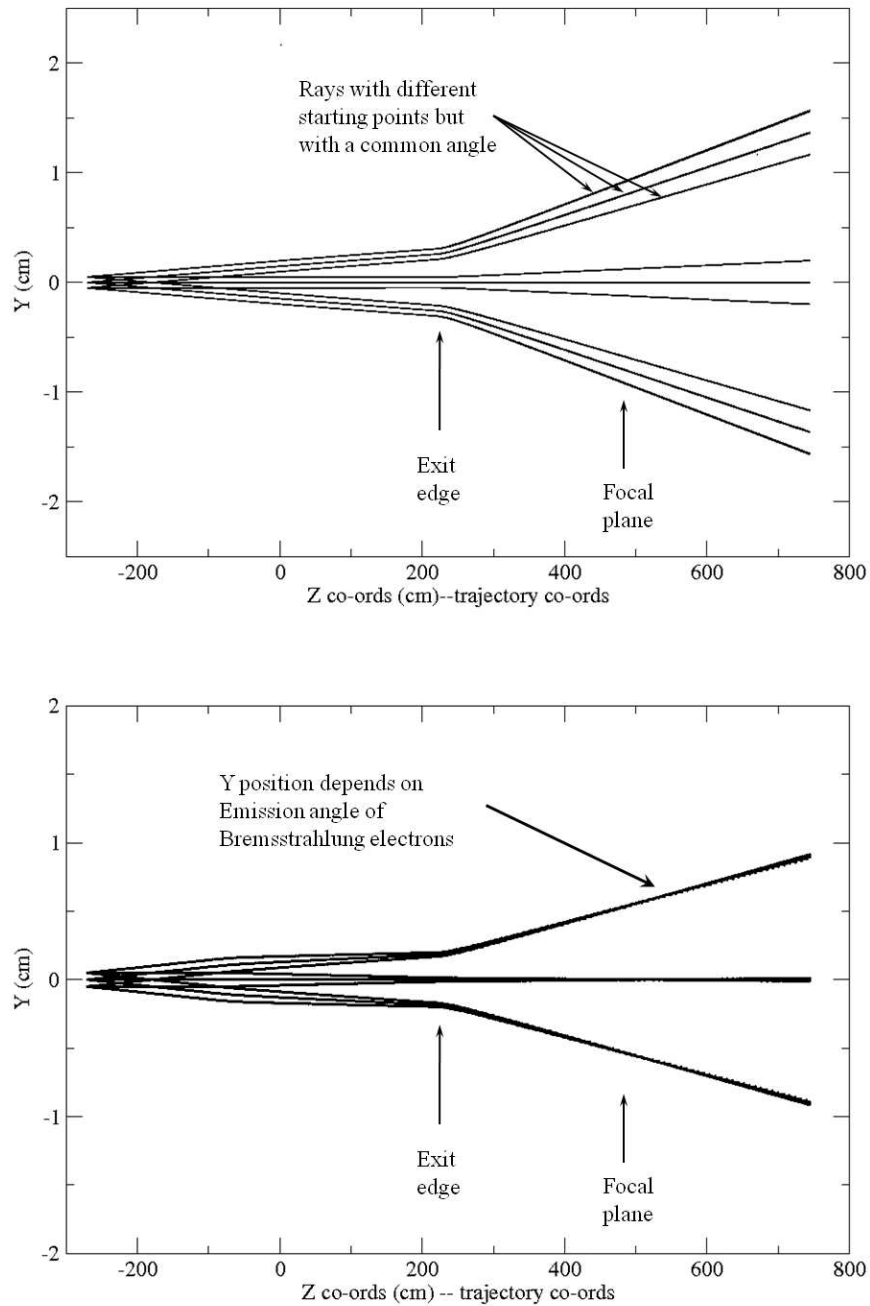 2
Rays with different
starting points but
with a common angle
1
Y (cm)
0
-1
Exit
edge
Focal
plane
-2
-200 0 200 400 600 800
Z co-ords (cm)--trajectory co-ords
2
Y position depends on
Emission angle of
Bremsstrahlung electrons
1
Y (cm)
0
-1
Exit
edge
Focal
plane
-2
-200 0 200 400 600 800
Z co-ords (cm) -- trajectory co-ords